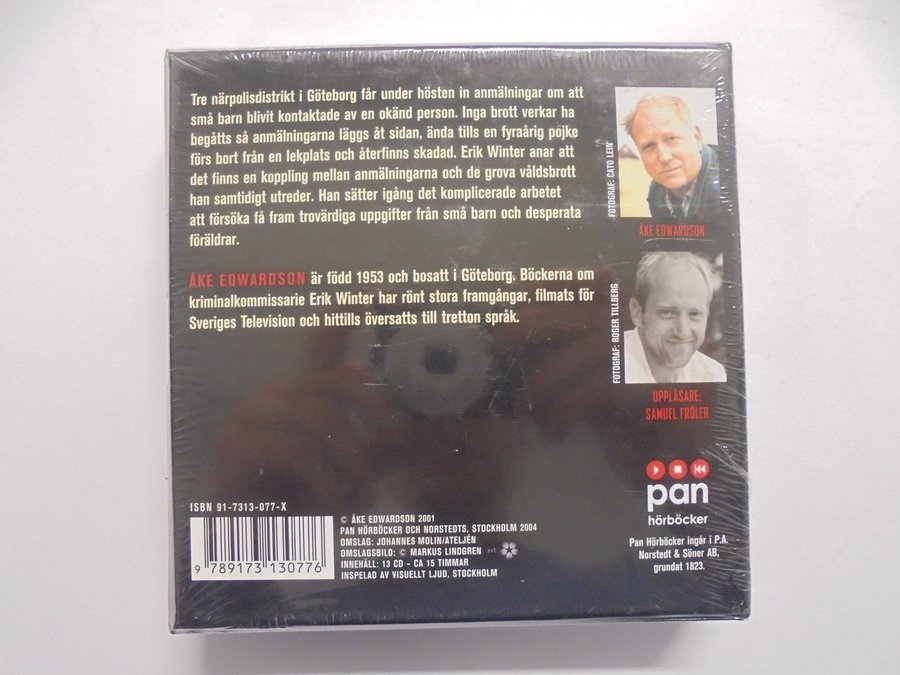 Tre närpolisdistrikt i Göteborg får under hösten in anmälningar om att
små barn blivit kontaktade av en okänd person. Inga brott verkar ha
begåtts så anmälningarna läggs åt sidan, ända tills en fyraårig pojke
förs bort från en lekplats och återfinns skadad. Erik Winter anar att
det finns en koppling mellan anmälningarna och de grova våldsbrott
han samtidigt utreder. Han sätter igång det komplicerade arbetet
att försöka få fram trovärdiga uppgifter från små barn och desperata
föräldrar.
ÅKE EDWARDSON är född 1953 och bosatt i Göteborg. Böckerna om
kriminalkommissarie Erik Winter har rönt stora framgångar, filmats för
Sveriges Television och hittills översatts till tretton språk.
FOTOGRAF: CATO LEIN
ÅKE EDWARDSON
FOTOGRAF: ROGER TILLBERG
UPPLÄSARE:
SAMUEL FRÖLER
pan
hörböcker
Pan Hörböcker ingår i P.A.
Norstedt & Söner AB,
grundat 1823.
ISBN 91-7313-077-X
9 789173 130776
© ÅKE EDWARDSON 2001
PAN HÖRBÖCKER OCH NORSTEDTS, STOCKHOLM 2004
OMSLAG: JOHANNES MOLIN/ATELJÉN
OMSLAGSBILD: © MARKUS LINDGREN svt
INNEHÅLL: 13 CD – CA 15 TIMMAR
INSPELAD AV VISUELLT LJUD, STOCKHOLM